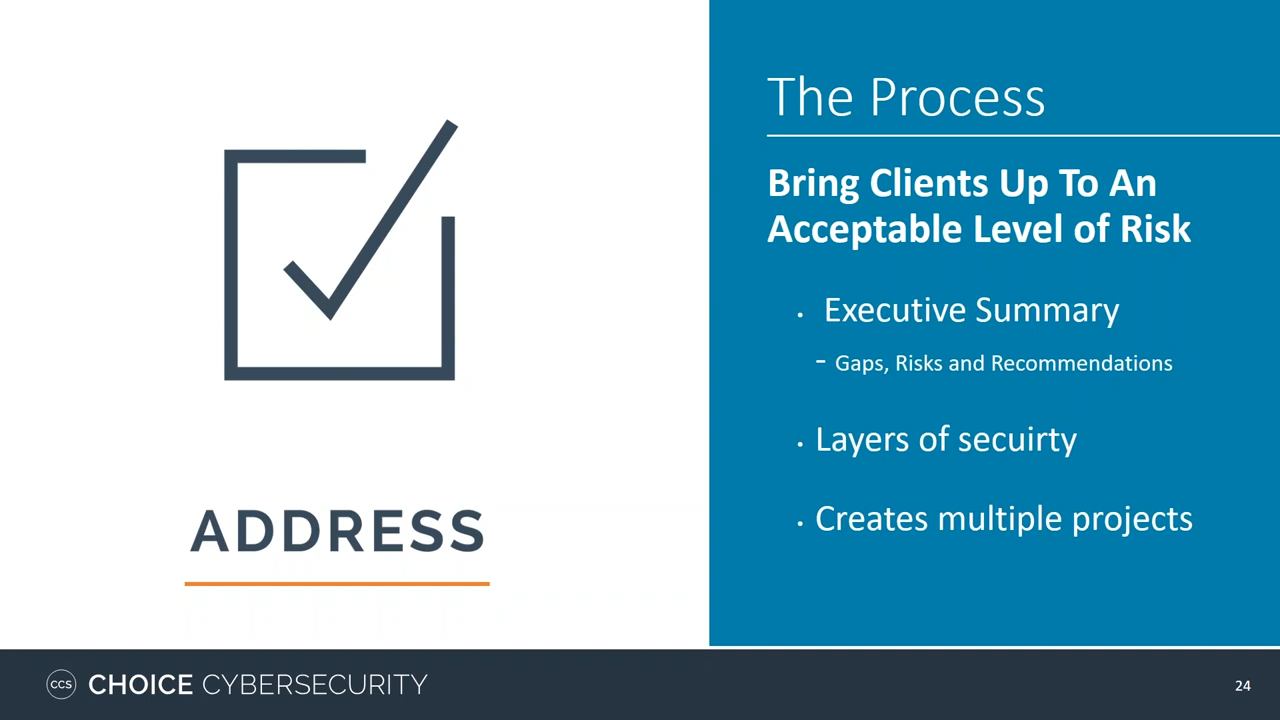 ADDRESS
The Process
Bring Clients Up To An
Acceptable Level of Risk
• Executive Summary
- Gaps, Risks and Recommendations
• Layers of secuirty
• Creates multiple projects
CCS CHOICE CYBERSECURITY
24